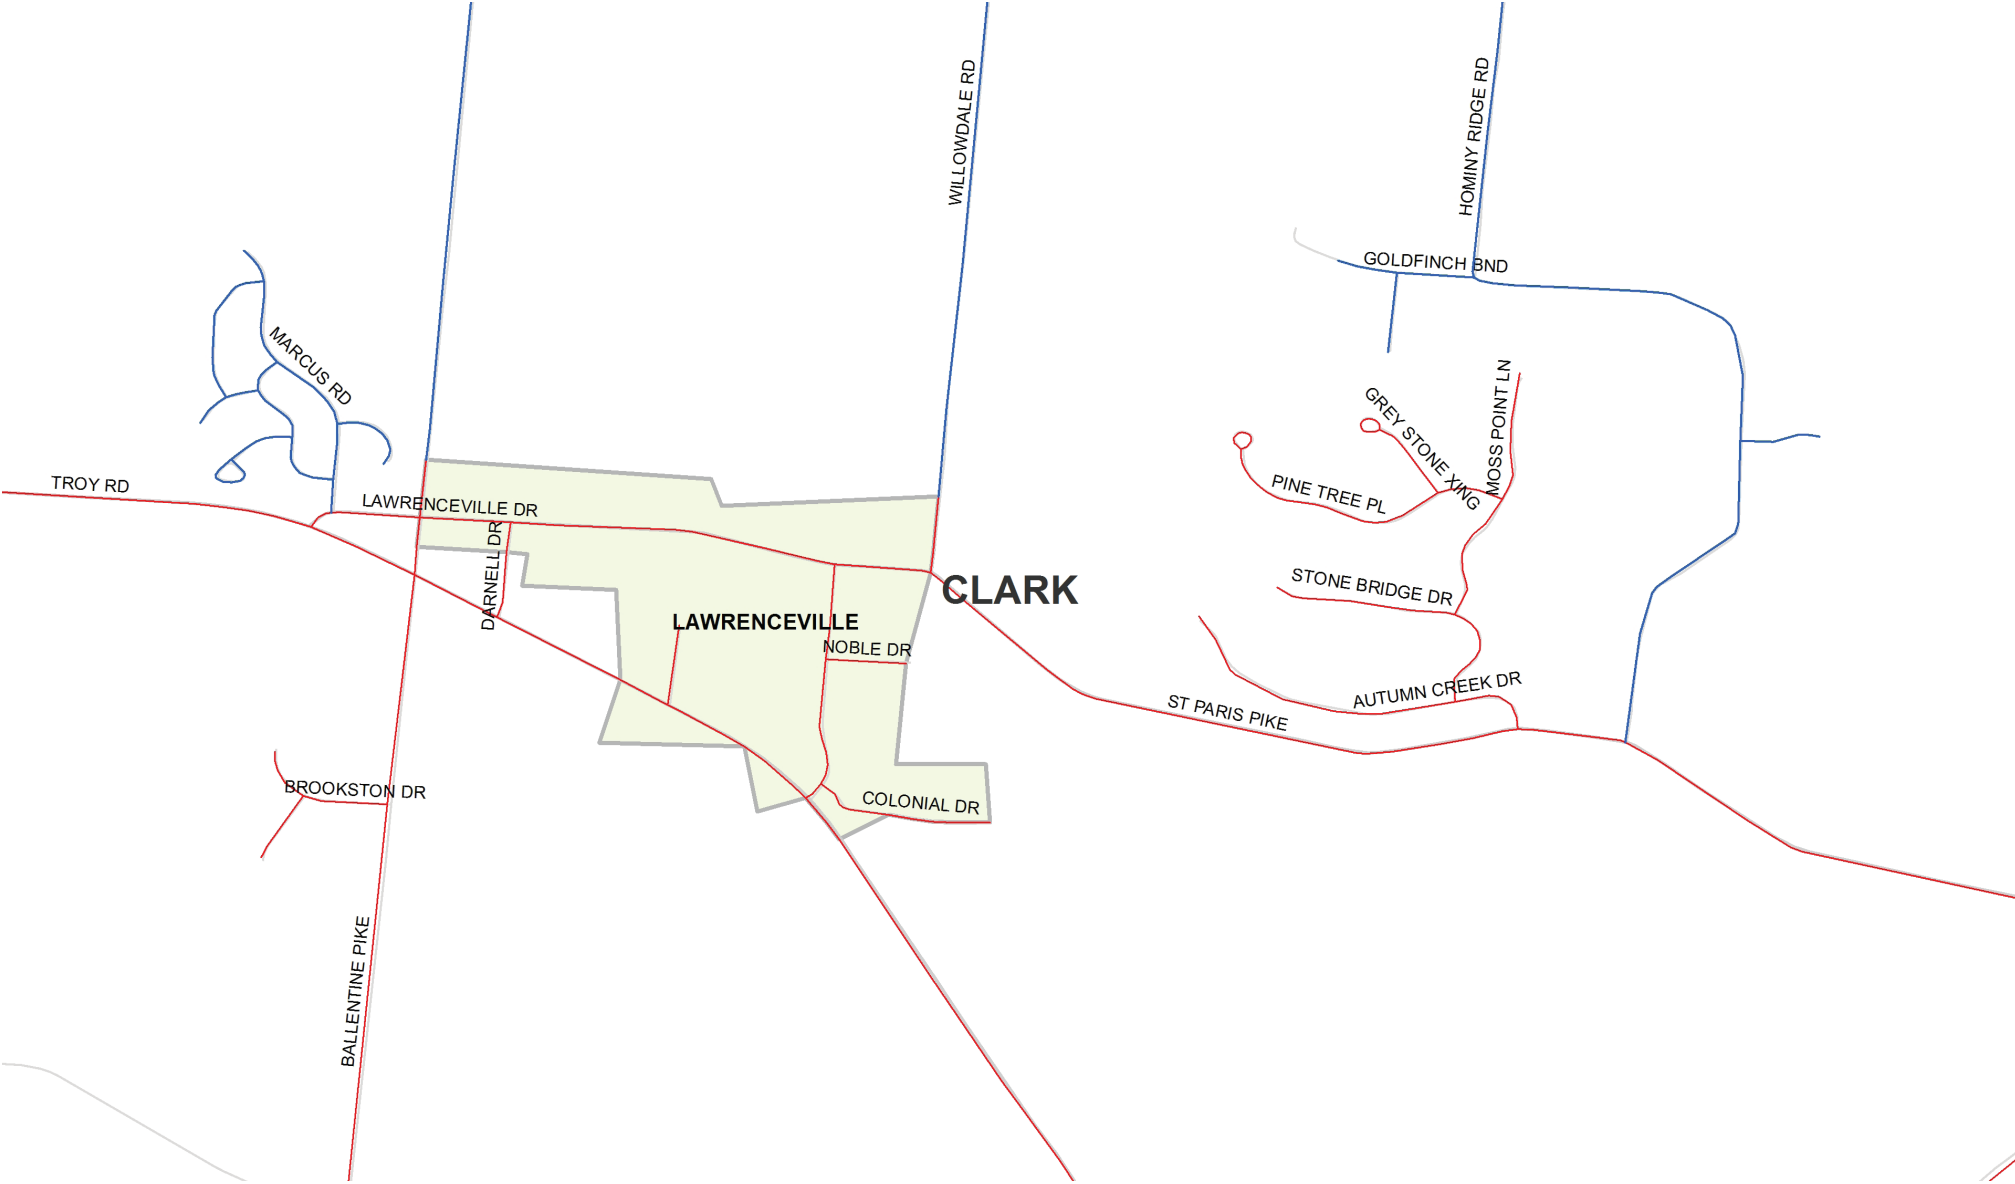 WILLOWDALE RD
HOMINY RIDGE RD
GOLDFINCH BND
MARCUS RD
MOSS POINT LN
GREY STONE XING
PINE TREE PL
TROY RD
LAWRENCEVILLE DR
DARNELL DR
CLARK
STONE BRIDGE DR
LAWRENCEVILLE
NOBLE DR
AUTUMN CREEK DR
ST PARIS PIKE
BROOKSTON DR
COLONIAL DR
BALLENTINE PIKE